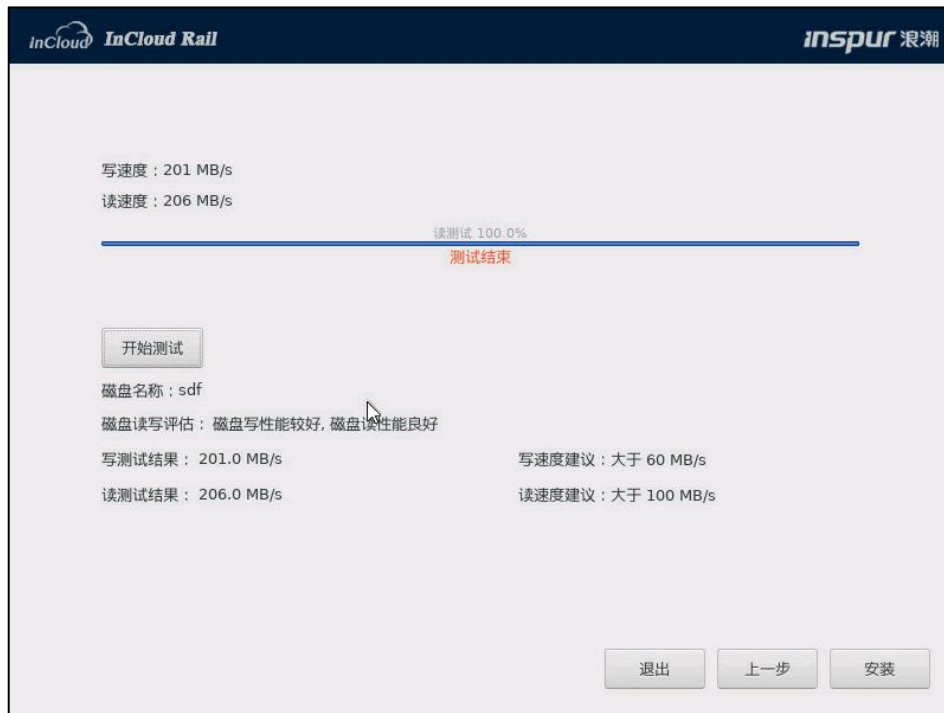 InCloud InCloud Rail inspur 浪潮
写速度：201 MB/s
读速度：206 MB/s
读测试 100.0%
测试结束
开始测试
磁盘名称：sdf
磁盘读写评估： 磁盘写性能较好, 磁盘读性能良好
写测试结果： 201.0 MB/s 写速度建议：大于 60 MB/s
读测试结果： 206.0 MB/s 读速度建议：大于 100 MB/s
退出 上一步 安装